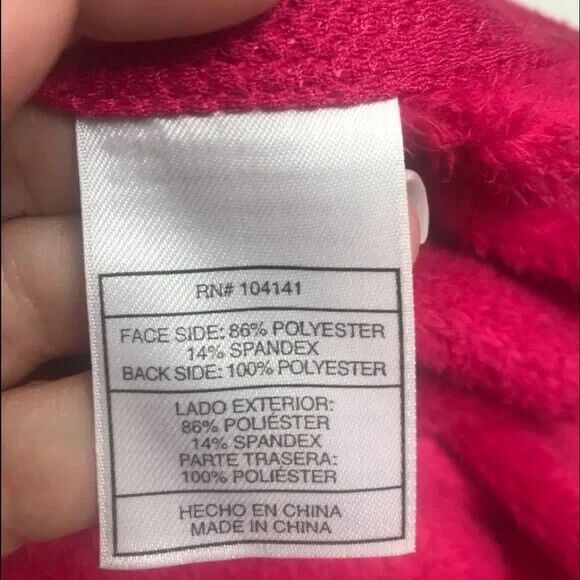 RN# 104141
FACE SIDE: 86% POLYESTER
14% SPANDEX
BACK SIDE: 100% POLYESTER
LADO EXTERIOR:
86% POLIÉSTER
14% SPANDEX
PARTE TRASERA:
100% POLIÉSTER
HECHO EN CHINA
MADE IN CHINA